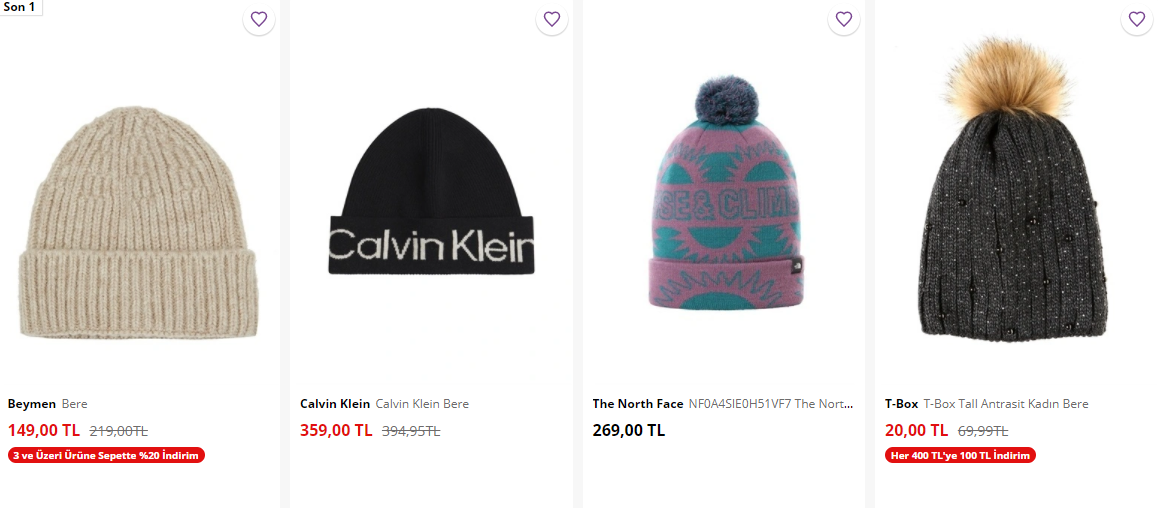 Son 1
Calvin Klein
SE& CLIM
Beymen Bere
149,00 TL 219,00TL
3 ve Üzeri Ürüne Sepette %20 İndirim
Calvin Klein Calvin Klein Bere
359,00 TL 394,95TL
The North Face NF0A4SIE0H51VF7 The Nort...
269,00 TL
T-Box T-Box Tall Antrasit Kadın Bere
20,00 TL 69,99TL
Her 400 TL'ye 100 TL İndirim